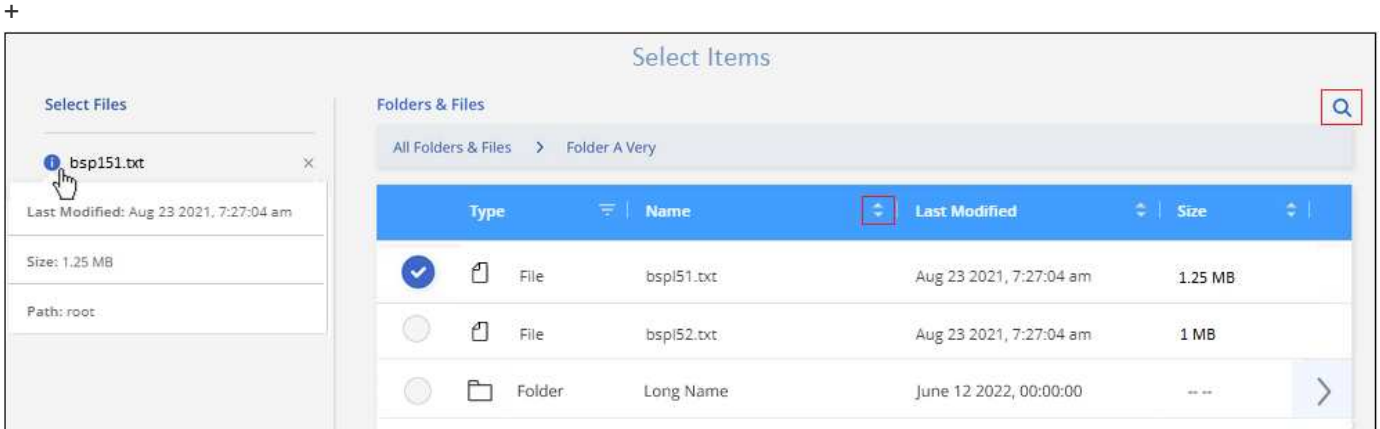 +
Select Items
Select Files
Folders & Files
bsp151.txt
×
All Folders & Files > Folder A Very
Last Modified: Aug 23 2021, 7:27:04 am
Size: 1.25 MB
Path: root
Type Name Last Modified Size
File bspl51.txt Aug 23 2021, 7:27:04 am 1.25 MB
File bspl52.txt Aug 23 2021, 7:27:04 am 1 MB
Folder Long Name June 12 2022, 00:00:00 -- --